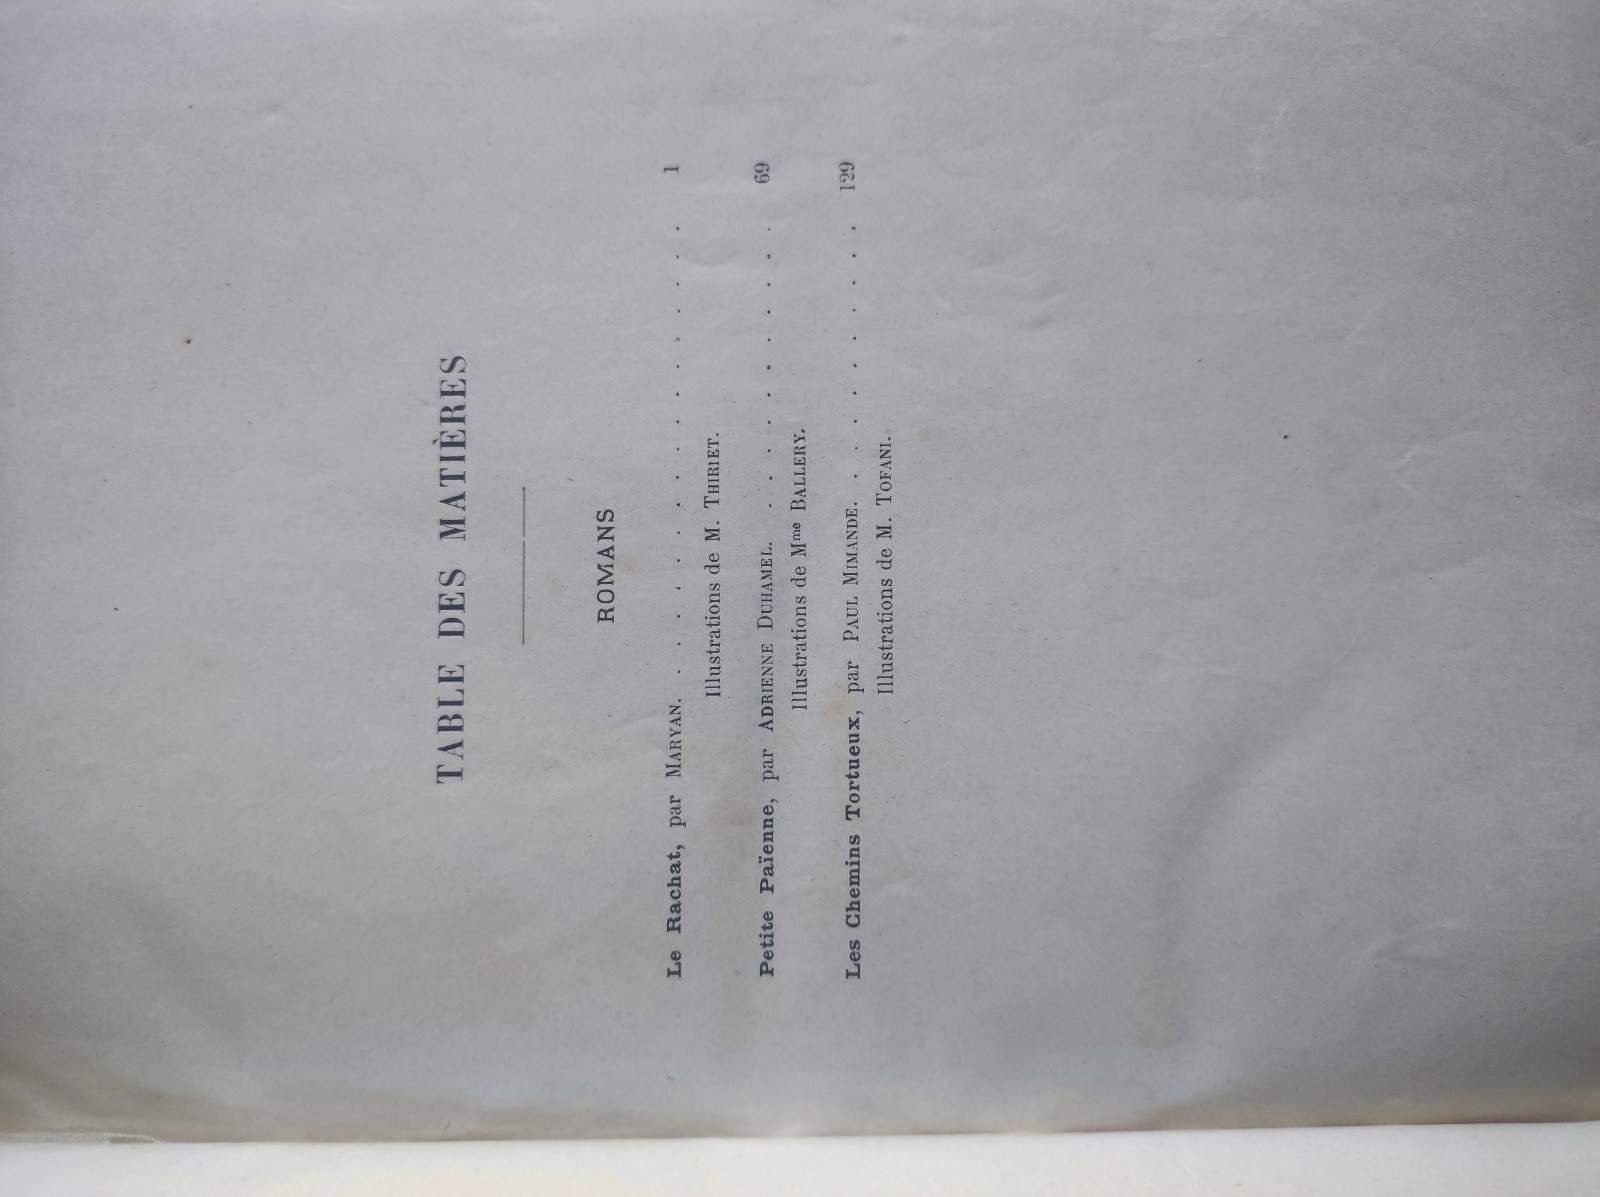 TABLE DES MATIÈRES
ROMANS
Le Rachat, par MARYAN. . . . . . . . . . . . . . . . . . 1
Illustrations de M. THIRIET.
Petite Païenne, par ADRIENNE DUHAMEL. . . . . . . . . . . . 69
Illustrations de Mme BALLERY.
Les Chemins Tortueux, par PAUL MIMANDE. . . . . . . . . . . . 129
Illustrations de M. TOFANI.